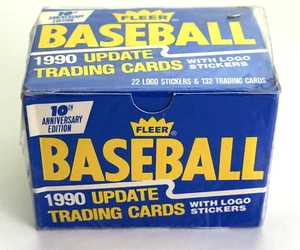 FLEER
10TH
ANNIVERSARY
EDITION
BASEBALL
1990 UPDATE
TRADING CARDS
WITH LOGO
STICKERS
22 LOGO STICKERS & 132 TRADING CARDS
10TH
ANNIVERSARY
EDITION
FLEER
BASEBALL
1990 UPDATE
TRADING CARDS
WITH LOGO
STICKERS